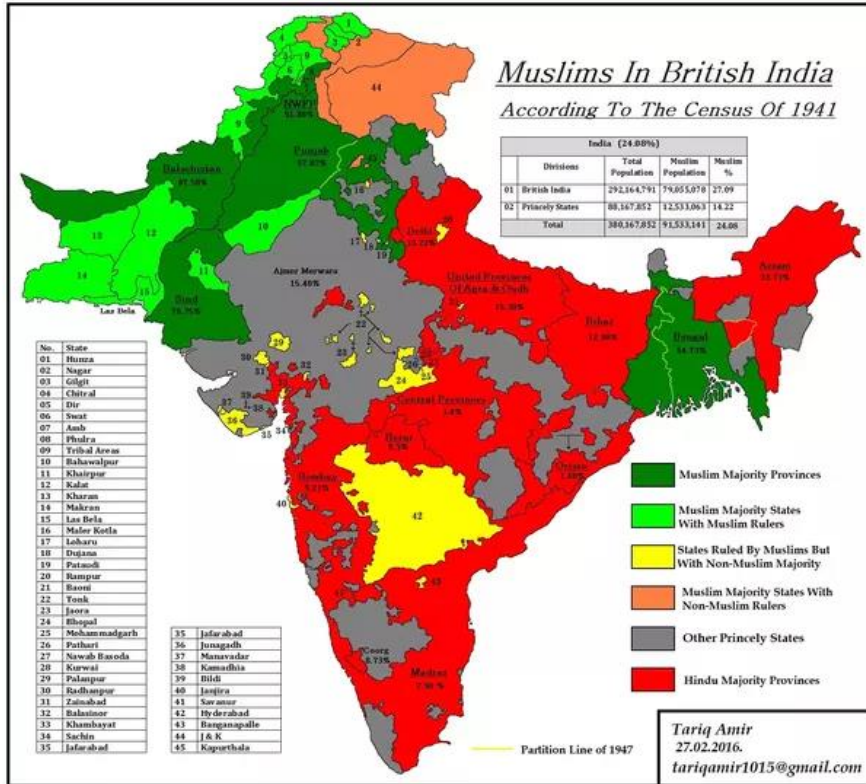 Muslims In British India
According To The Census Of 1941
India (24.08%)
Divisions Total Population Muslim Population Muslim %
01 British India 292,164,791 79,055,078 27.09
02 Princely States 88,167,852 12,533,063 14.22
Total 380,167,852 91,533,141 24.08
NWFP
Punjab
57.07%
Baluchistan
87.50%
Sind
Las Bela
Ajmer Merwara
15.40%
Delhi
United Provinces
Of Agra & Oudh
Bihar
Bengal
54.73%
Assam
Central Provinces
Berar
Orissa
Bombay
Coorg
8.73%
Madras
No. State
01 Hunza
02 Nagar
03 Gilgit
04 Chitral
05 Dir
06 Swat
07 Amb
08 Phulra
09 Tribal Areas
10 Bahawalpur
11 Khairpur
12 Kalat
13 Kharan
14 Makran
15 Las Bela
16 Maler Kotla
17 Loharu
18 Dujana
19 Pataudi
20 Rampur
21 Baoni
22 Tonk
23 Jaora
24 Bhopal
25 Mohammadgarh
26 Pathari
27 Nawab Basoda
28 Kurwai
29 Palanpur
30 Radhanpur
31 Zainabad
32 Balasinor
33 Khambayat
34 Sachin
35 Jafarabad
35 Jafarabad
36 Junagadh
37 Manavadar
38 Kamadhia
39 Bildi
40 Janjira
41 Savanur
42 Hyderabad
43 Banganapalle
44 J & K
45 Kapurthala
Muslim Majority Provinces
Muslim Majority States
With Muslim Rulers
States Ruled By Muslims But
With Non-Muslim Majority
Muslim Majority States With
Non-Muslim Rulers
Other Princely States
Hindu Majority Provinces
Partition Line of 1947
Tariq Amir
27.02.2016.
tariqamir1015@gmail.com